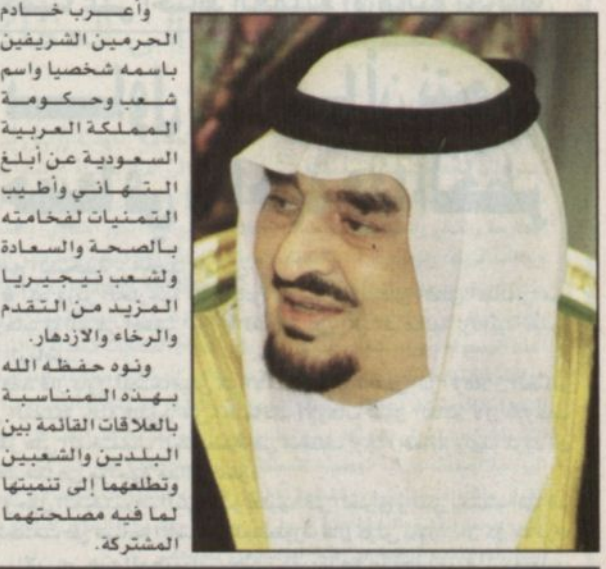 وأعرب خادم
الحرمين الشريفين
باسمه شخصيا واسم
شعب وحكومة
المملكة العربية
السعودية عن أبلغ
التهاني وأطيب
التمنيات لفخامته
بالصحة والسعادة
ولشعب نيجيريا
المزيد من التقدم
والرخاء والازدهار.
ونوه حفظه الله
بهذه المناسبة
بالعلاقات القائمة بين
البلدين والشعبين
وتطلعهما إلى تنميتها
لما فيه مصلحتهما
المشتركة.